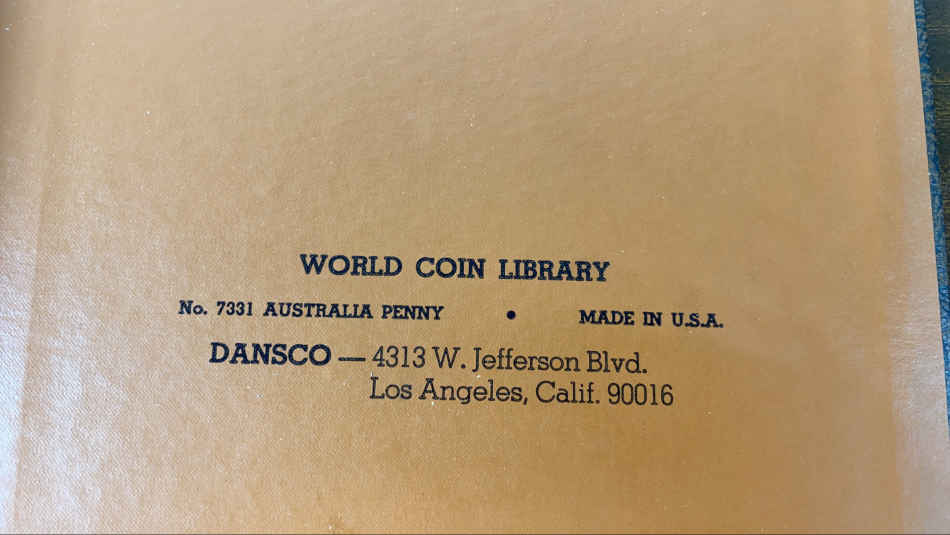 WORLD COIN LIBRARY
No. 7331 AUSTRALIA PENNY • MADE IN U.S.A.
DANSCO — 4313 W. Jefferson Blvd.
Los Angeles, Calif. 90016